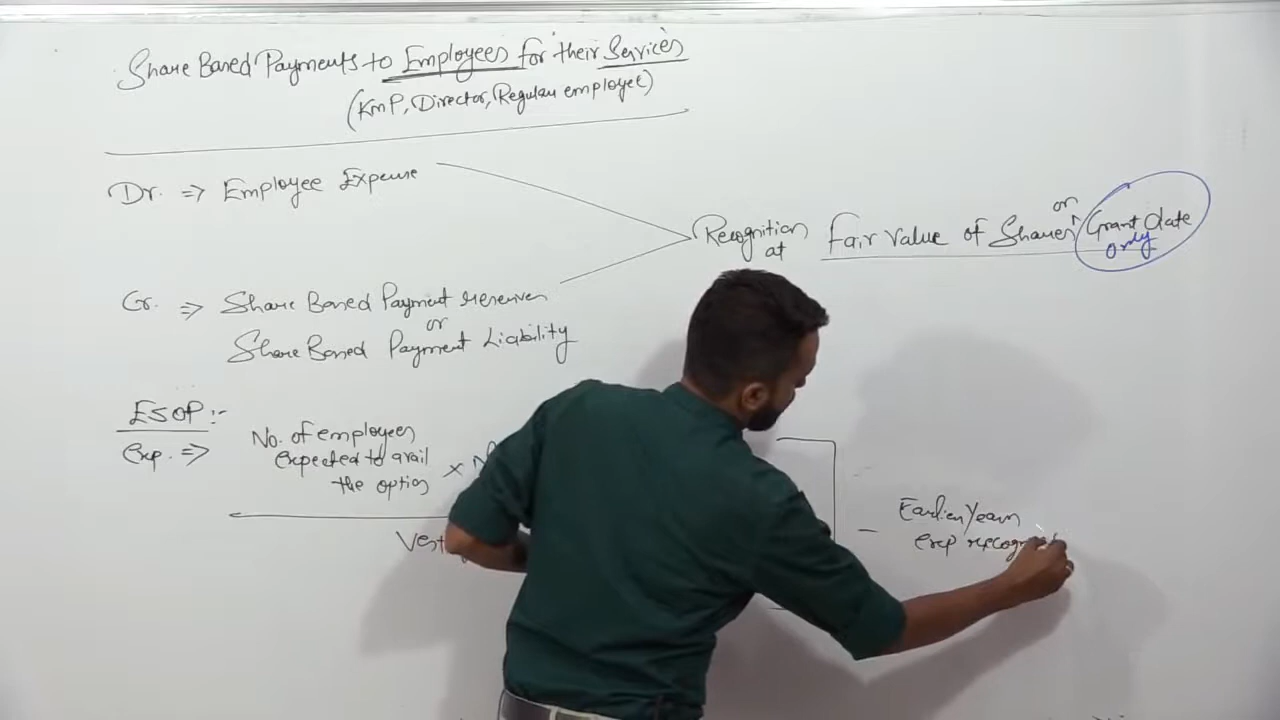 Share Based Payments to Employees for their Services
(KMP, Director, Regular employee)
Dr. ⇒ Employee Expense
or
Recognition at Fair Value of Shares ^ Grant date only
Cr. ⇒ Share Based Payment reserves
or
Share Based Payment Liability
ESOP :-
Exp. ⇒ No. of employees
expected to avail
the option ×
Vest
- Earlier Years
exp